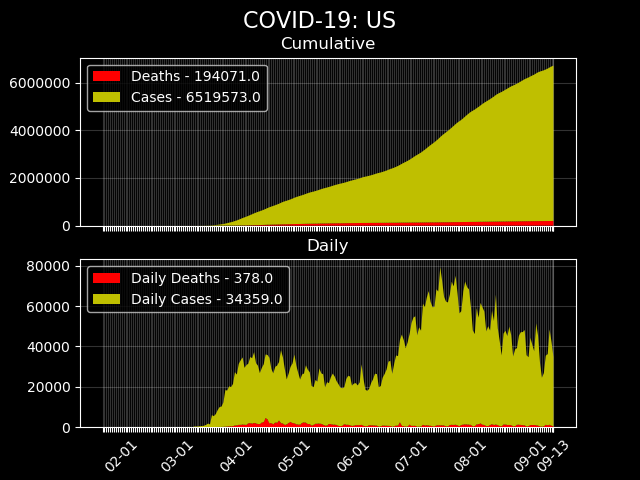 COVID-19: US
Cumulative
6000000
4000000
2000000
0
Deaths - 194071.0
Cases - 6519573.0
Daily
80000
60000
40000
20000
0
Daily Deaths - 378.0
Daily Cases - 34359.0
02-01
03-01
04-01
05-01
06-01
07-01
08-01
09-01
09-13